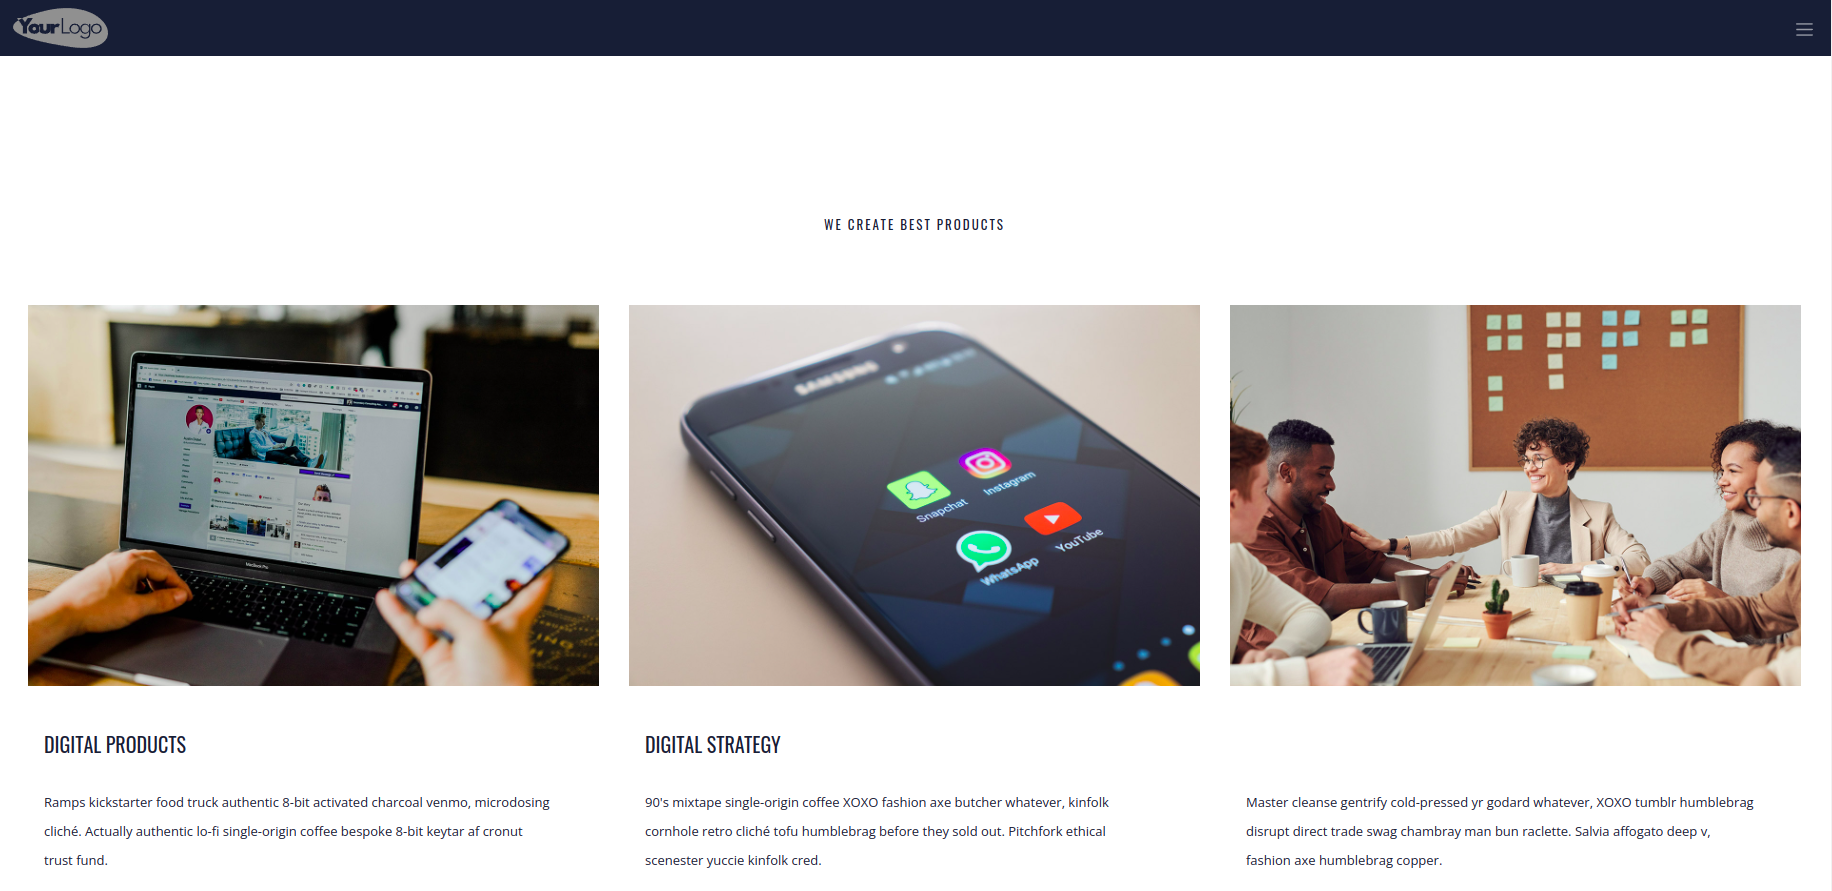 YourLogo
WE CREATE BEST PRODUCTS
MacBook Pro
SAMSUNG
Snapchat
Instagram
WhatsApp
YouTube
DIGITAL PRODUCTS
Ramps kickstarter food truck authentic 8-bit activated charcoal venmo, microdosing
cliché. Actually authentic lo-fi single-origin coffee bespoke 8-bit keytar af cronut
trust fund.
DIGITAL STRATEGY
90's mixtape single-origin coffee XOXO fashion axe butcher whatever, kinfolk
cornhole retro cliché tofu humblebrag before they sold out. Pitchfork ethical
scenester yuccie kinfolk cred.
Master cleanse gentrify cold-pressed yr godard whatever, XOXO tumblr humblebrag
disrupt direct trade swag chambray man bun raclette. Salvia affogato deep v,
fashion axe humblebrag copper.